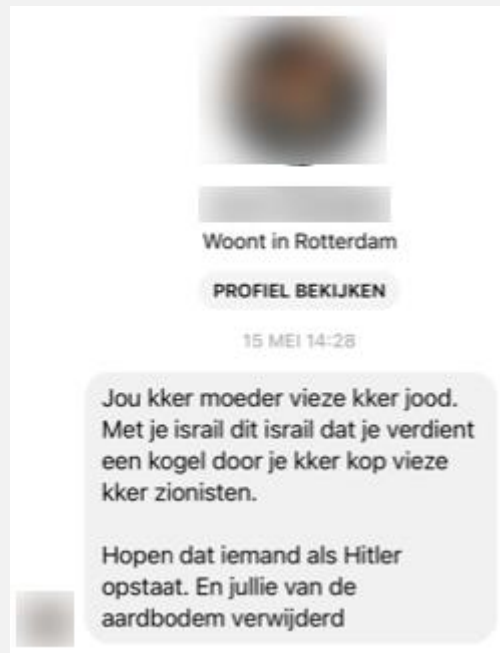 Woont in Rotterdam
PROFIEL BEKIJKEN
15 MEI 14:28
Jou kker moeder vieze kker jood.
Met je israil dit israil dat je verdient
een kogel door je kker kop vieze
kker zionisten.
Hopen dat iemand als Hitler
opstaat. En jullie van de
aardbodem verwijderd